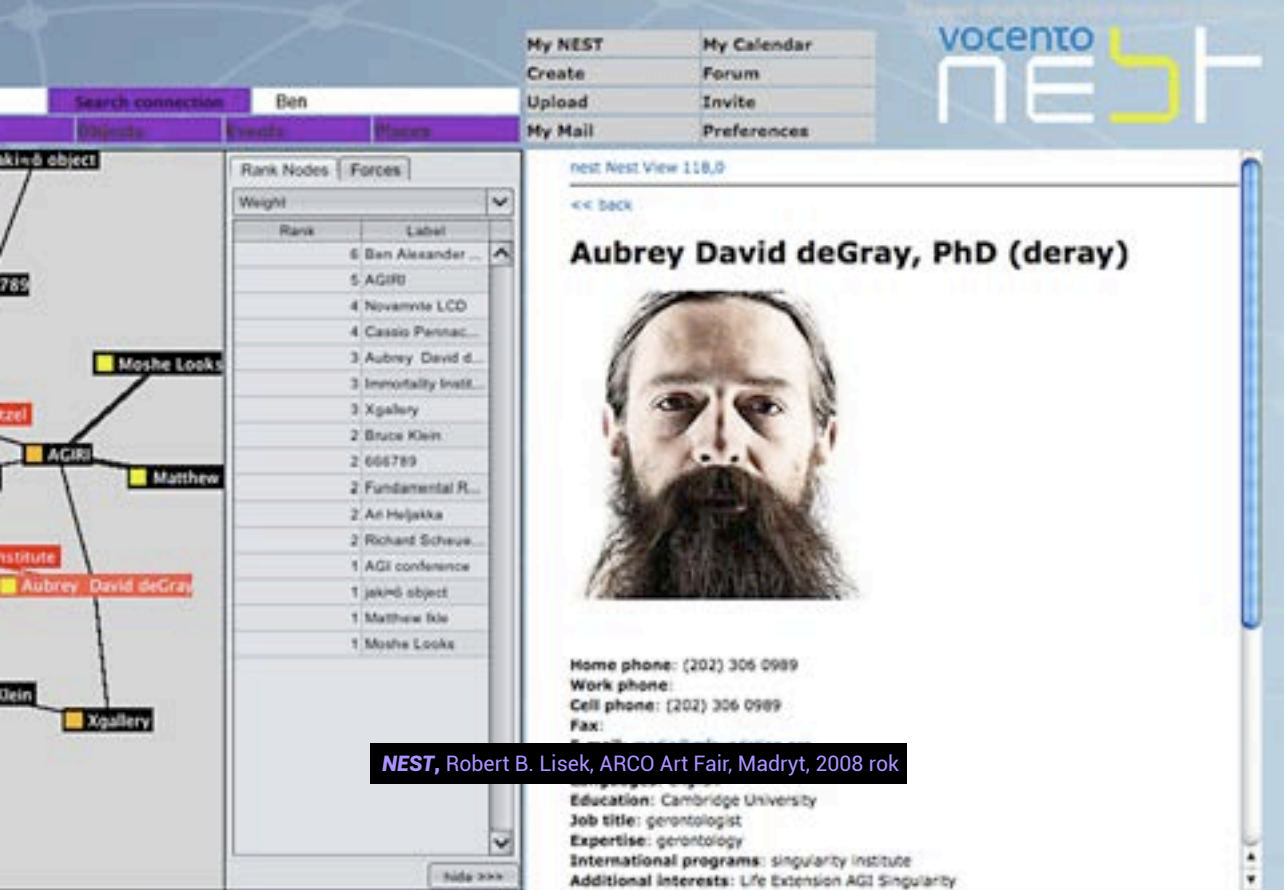 My NEST My Calendar
Create Forum
Upload Invite
My Mail Preferences
vocento
nest
Search connection Ben
Objects Events Places
object
789
Moshe Looks
tzel
AGIRI
Matthew
nstitute
Aubrey David deGray
Klein
Xgallery
Rank Nodes Forces
Weight
Rank Label
6 Ben Alexander ...
5 AGIRI
4 Novamnte LCD
4 Cassio Pennac...
3 Aubrey David d...
3 Immortality Instit...
3 Xgallery
2 Bruce Klein
2 666789
2 Fundamental R...
2 Ari Heljakka
2 Richard Scheue...
1 AGI conference
1 object
1 Matthew Ikle
1 Moshe Looks
hide >>>
nest Nest View 118,0
<< back
Aubrey David deGray, PhD (deray)
Home phone: (202) 306 0989
Work phone:
Cell phone: (202) 306 0989
Fax:
NEST, Robert B. Lisek, ARCO Art Fair, Madryt, 2008 rok
Education: Cambridge University
Job title: gerontologist
Expertise: gerontology
International programs: singularity institute
Additional interests: Life Extension AGI Singularity